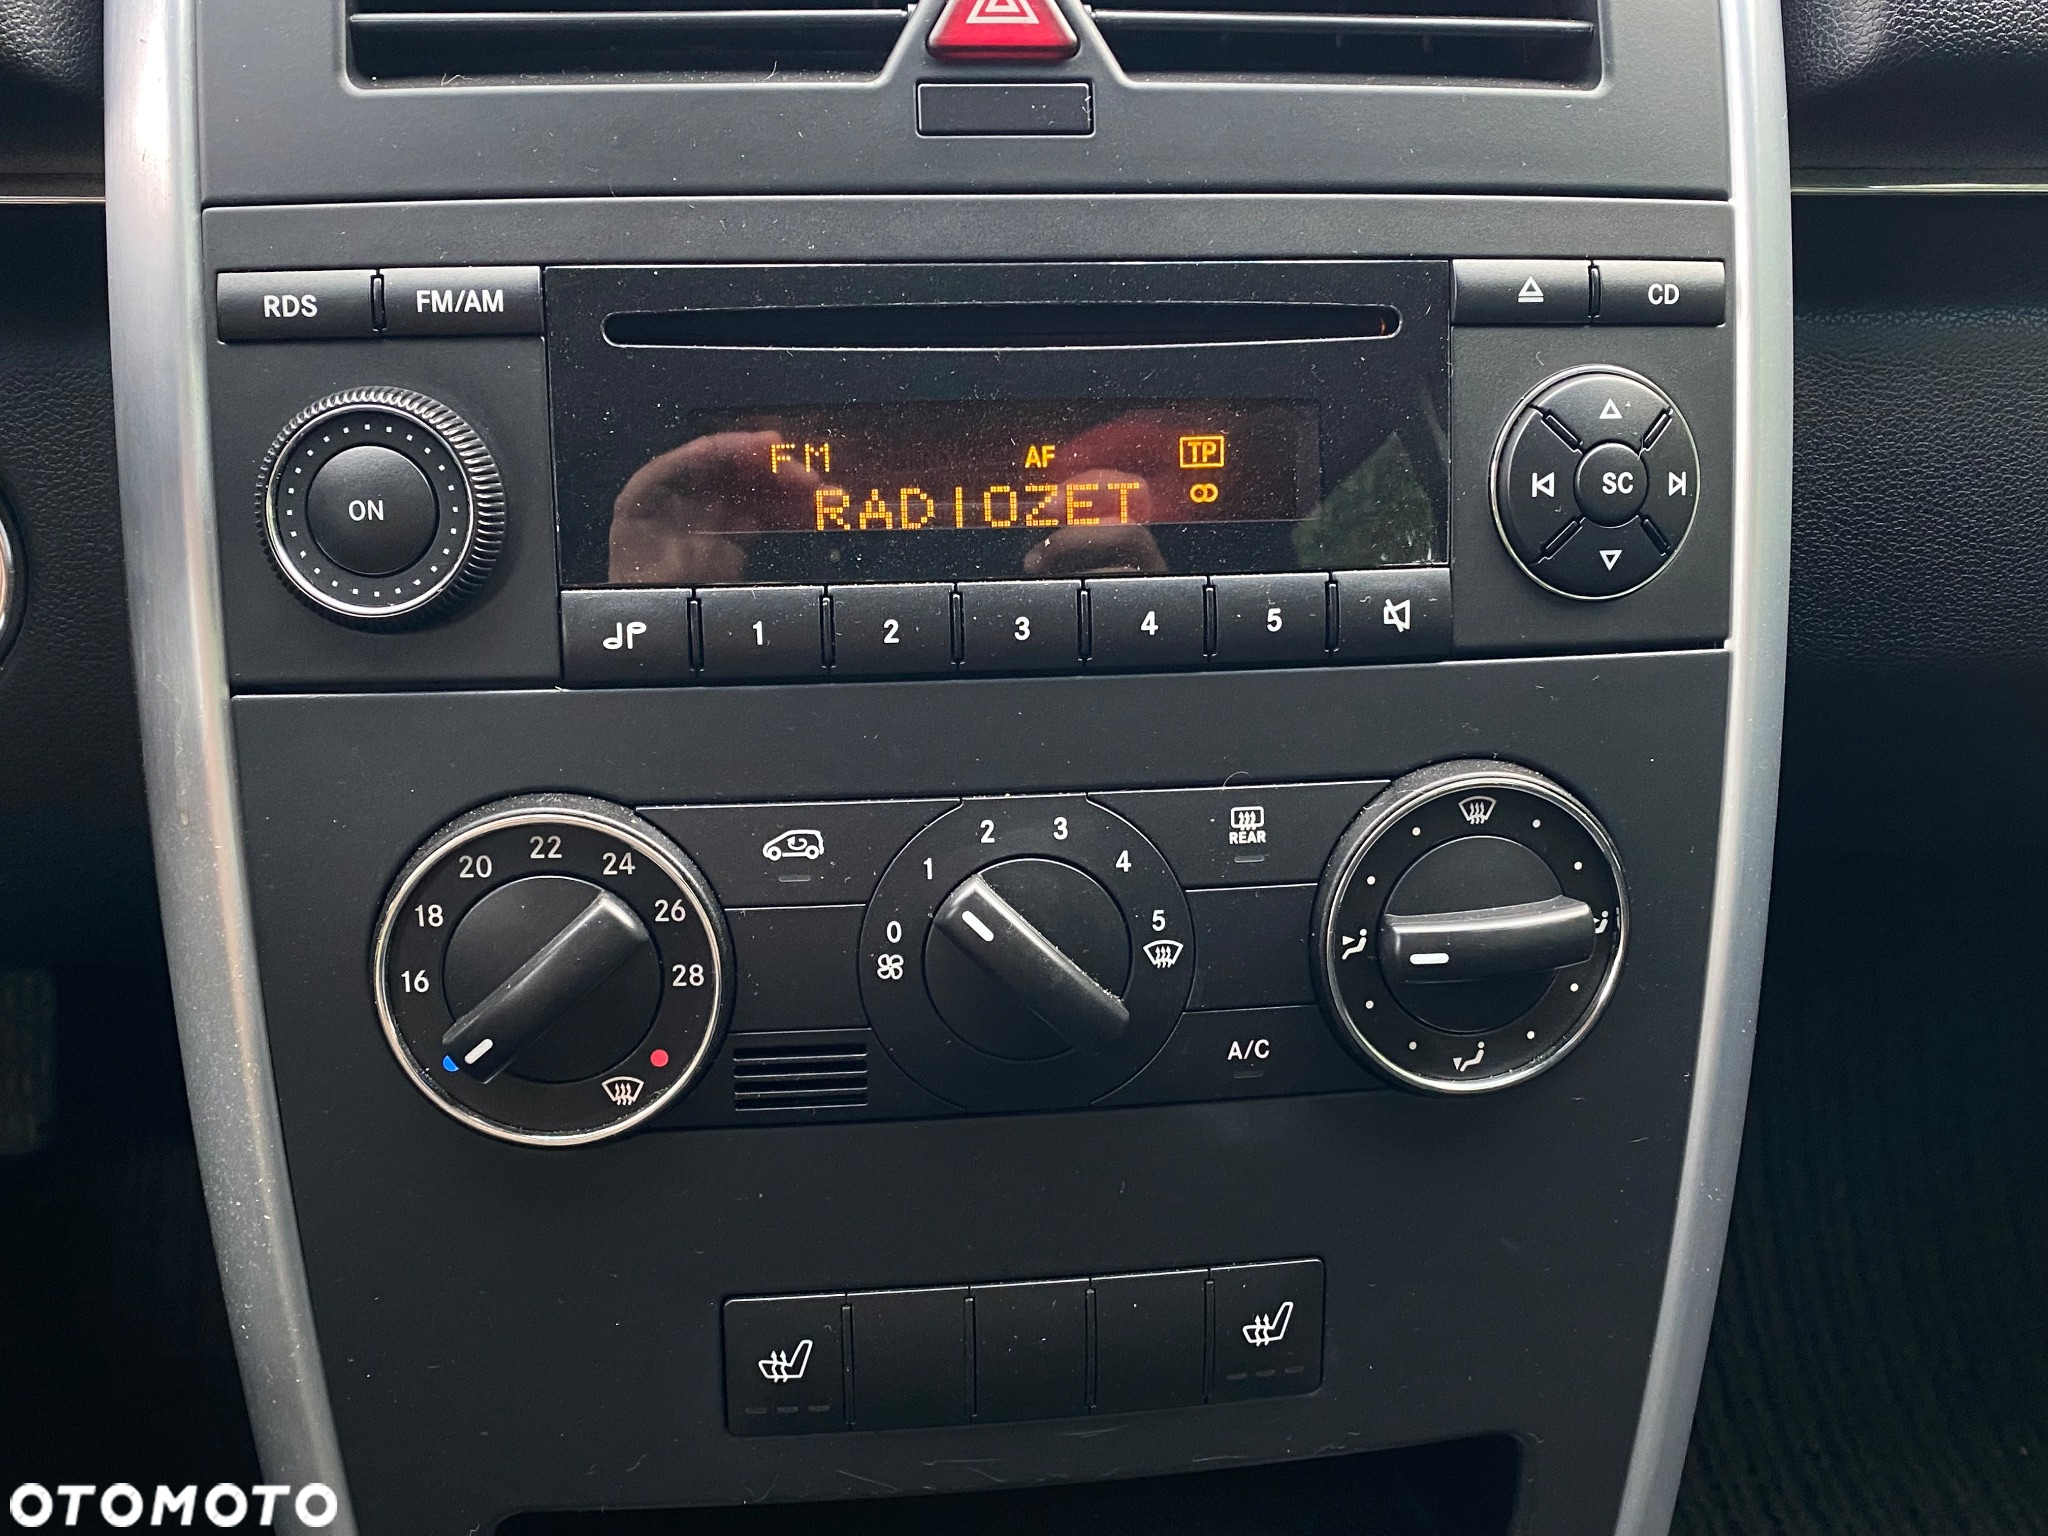 RDS FM/AM CD
FM AF TP
RADIOZET
ON
SC
1 2 3 4 5
16 18 20 22 24 26 28
0 1 2 3 4 5
REAR
A/C
OTOMOTO